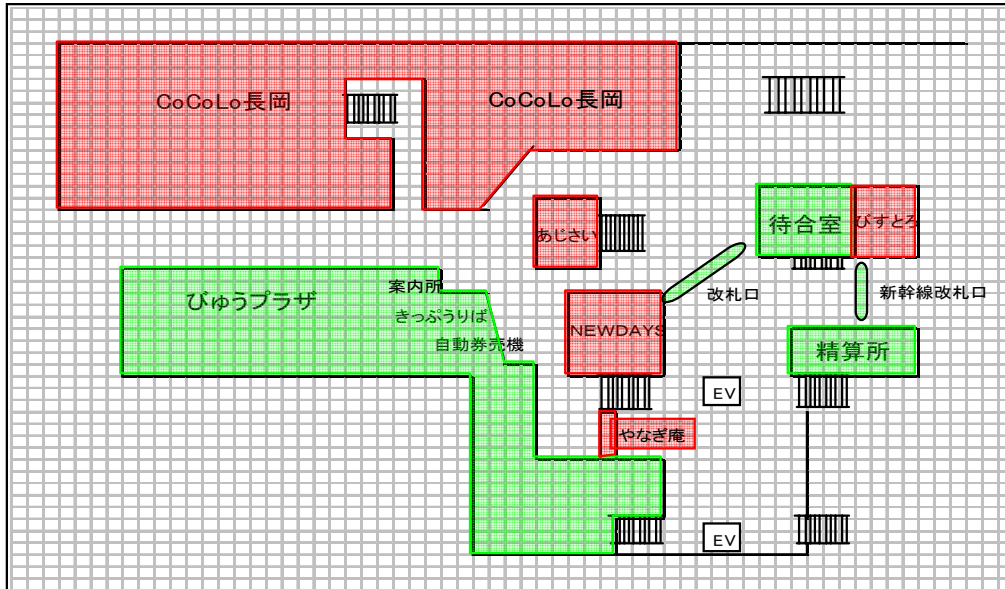 CoCoLo長岡
CoCoLo長岡
待合室
びすとろ
あじさい
案内所
びゅうプラザ
きっぷうりば
自動券売機
改札口
新幹線改札口
NEWDAYS
精算所
EV
やなぎ庵
EV